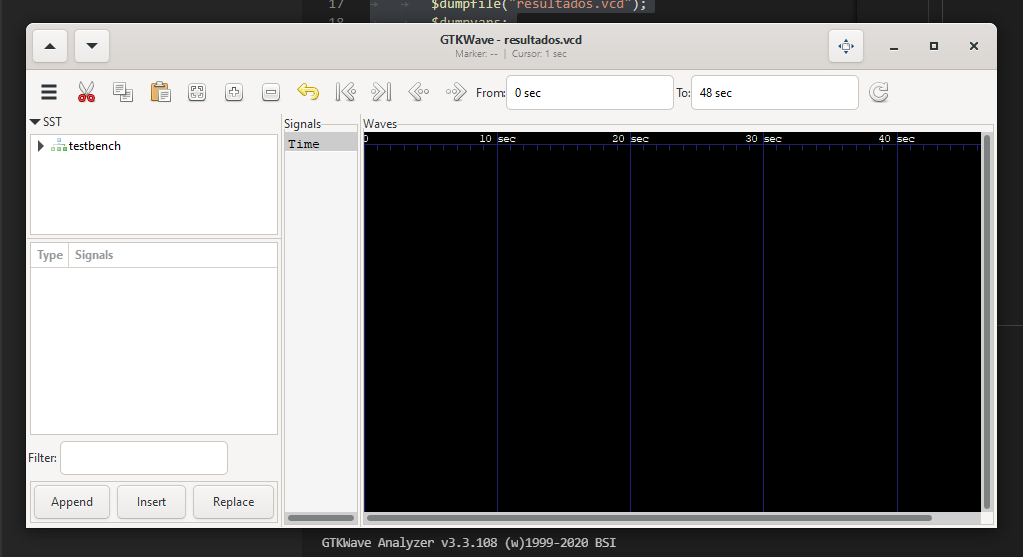 17 → → $dumpfile("resultados.vcd");
18 $dumpvars;
GTKWave - resultados.vcd
Marker: -- | Cursor: 1 sec
From: 0 sec To: 48 sec
SST
testbench
Type Signals
Filter:
Append Insert Replace
Signals
Time
Waves
0 10 sec 20 sec 30 sec 40 sec
GTKWave Analyzer v3.3.108 (w)1999-2020 BSI